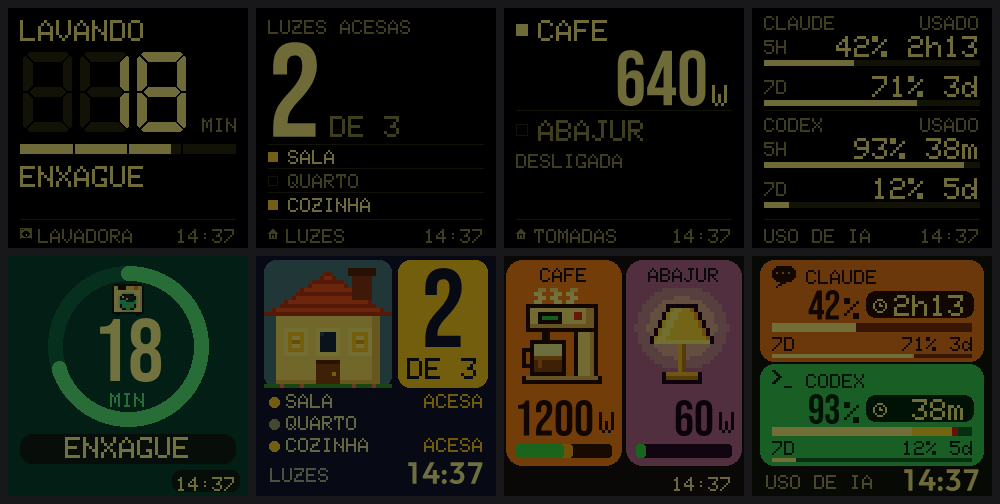 LAVANDO
18 MIN
ENXAGUE
LAVADORA 14:37
LUZES ACESAS
2 DE 3
SALA
QUARTO
COZINHA
LUZES 14:37
CAFE
640W
ABAJUR
DESLIGADA
TOMADAS 14:37
CLAUDE USADO
5H 42% 2h13
7D 71% 3d
CODEX USADO
5H 93% 38m
7D 12% 5d
USO DE IA 14:37
18
MIN
ENXAGUE
14:37
2
DE 3
SALA ACESA
QUARTO
COZINHA ACESA
LUZES 14:37
CAFE
1200W
ABAJUR
60W
14:37
CLAUDE
42% 2h13
7D 71% 3d
>_ CODEX
93% 38m
7D 12% 5d
USO DE IA 14:37